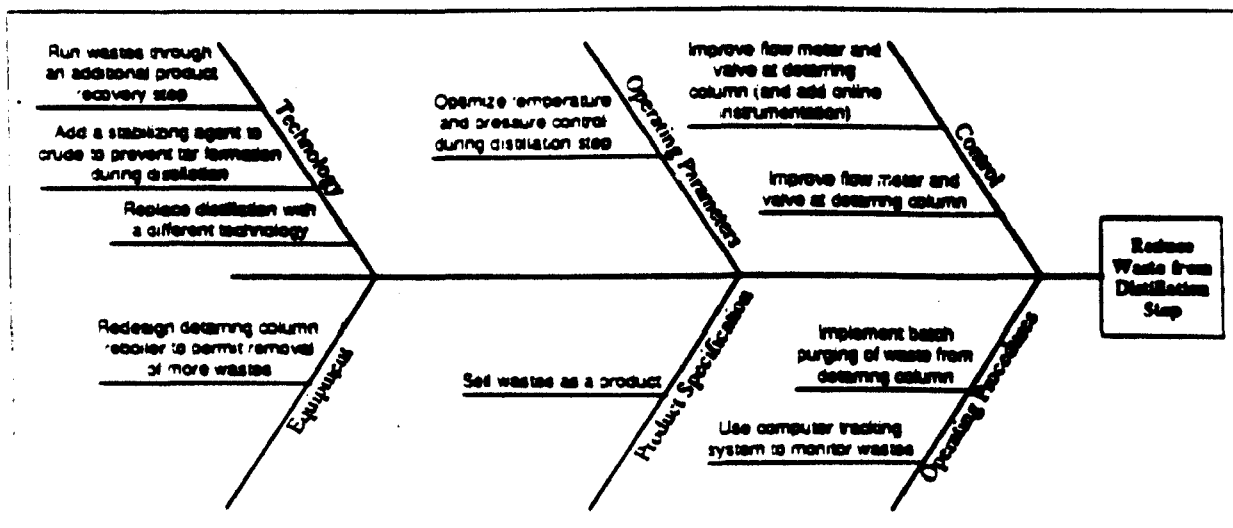 Run wastes through
an additional product
recovery step
Add a stabilizing agent to
crude to prevent tar formation
during distillation
Replace distillation with
a different technology
Technology
Optimize temperature
and pressure control
during distillation step
Operating Parameters
Improve flow meter and
valve at detarring
column (and add online
instrumentation)
Improve flow meter and
valve at detarring column
Control
Reduce
Waste from
Distillation
Step
Redesign detarring column
reboiler to permit removal
of more wastes
Equipment
Sell wastes as a product
Product Specification
Implement batch
purging of waste from
detarring column
Use computer tracking
system to monitor wastes
Operating Procedures